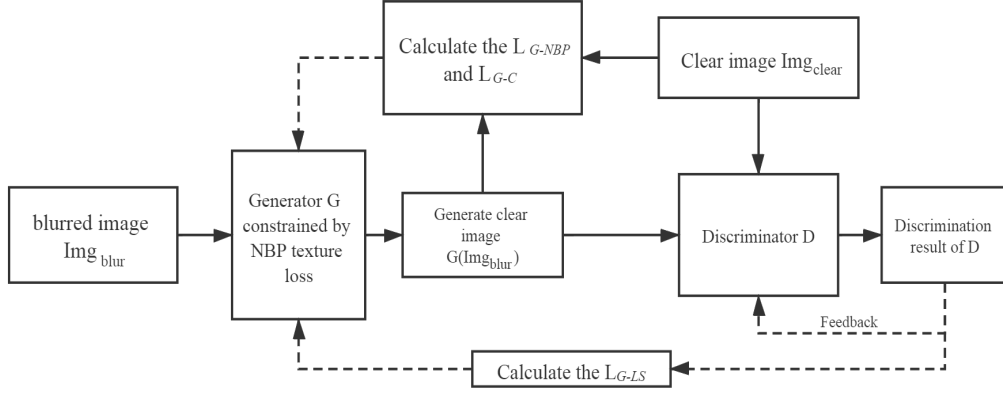 Calculate the L G-NBP
and L G-C
Clear image Img clear
blurred image
Img blur
Generator G
constrained by
NBP texture
loss
Generate clear
image
G(Img blur)
Discriminator D
Discrimination
result of D
Feedback
Calculate the L G-LS